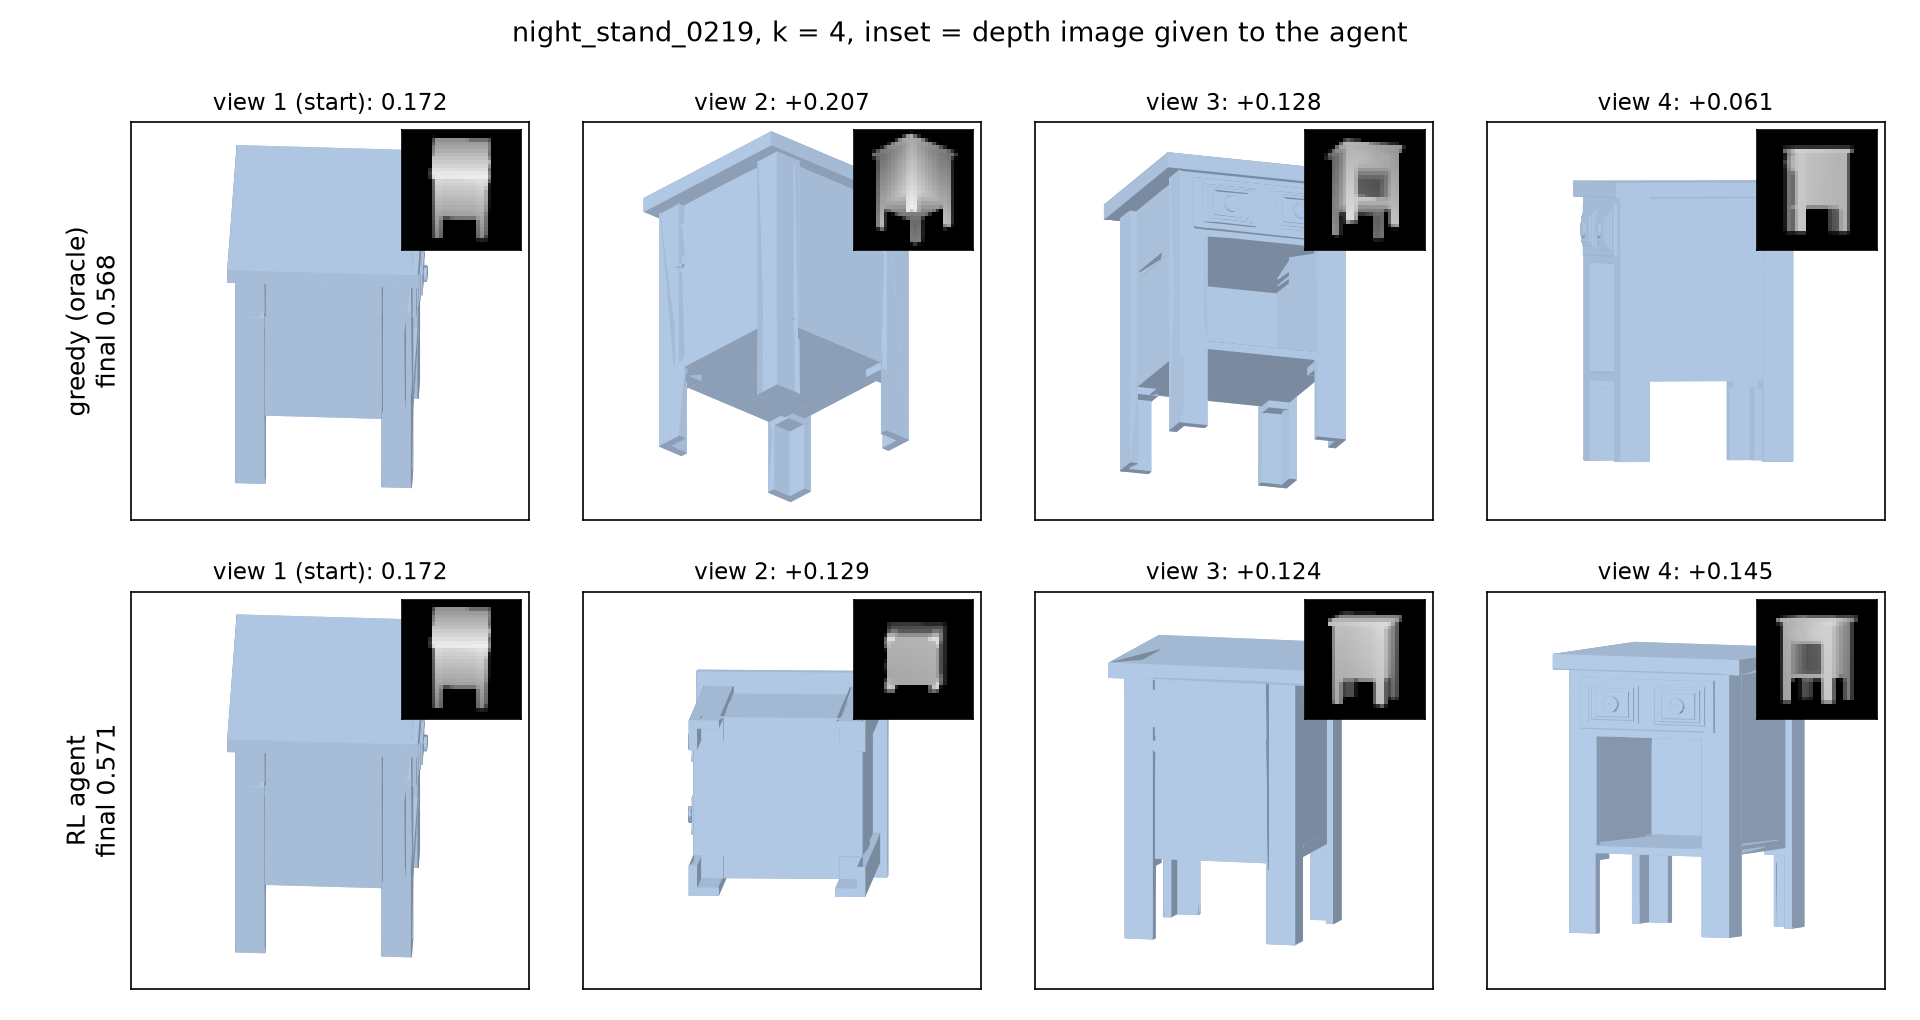 night_stand_0219, k = 4, inset = depth image given to the agent
view 1 (start): 0.172
view 2: +0.207
view 3: +0.128
view 4: +0.061
greedy (oracle)
final 0.568
view 1 (start): 0.172
view 2: +0.129
view 3: +0.124
view 4: +0.145
RL agent
final 0.571